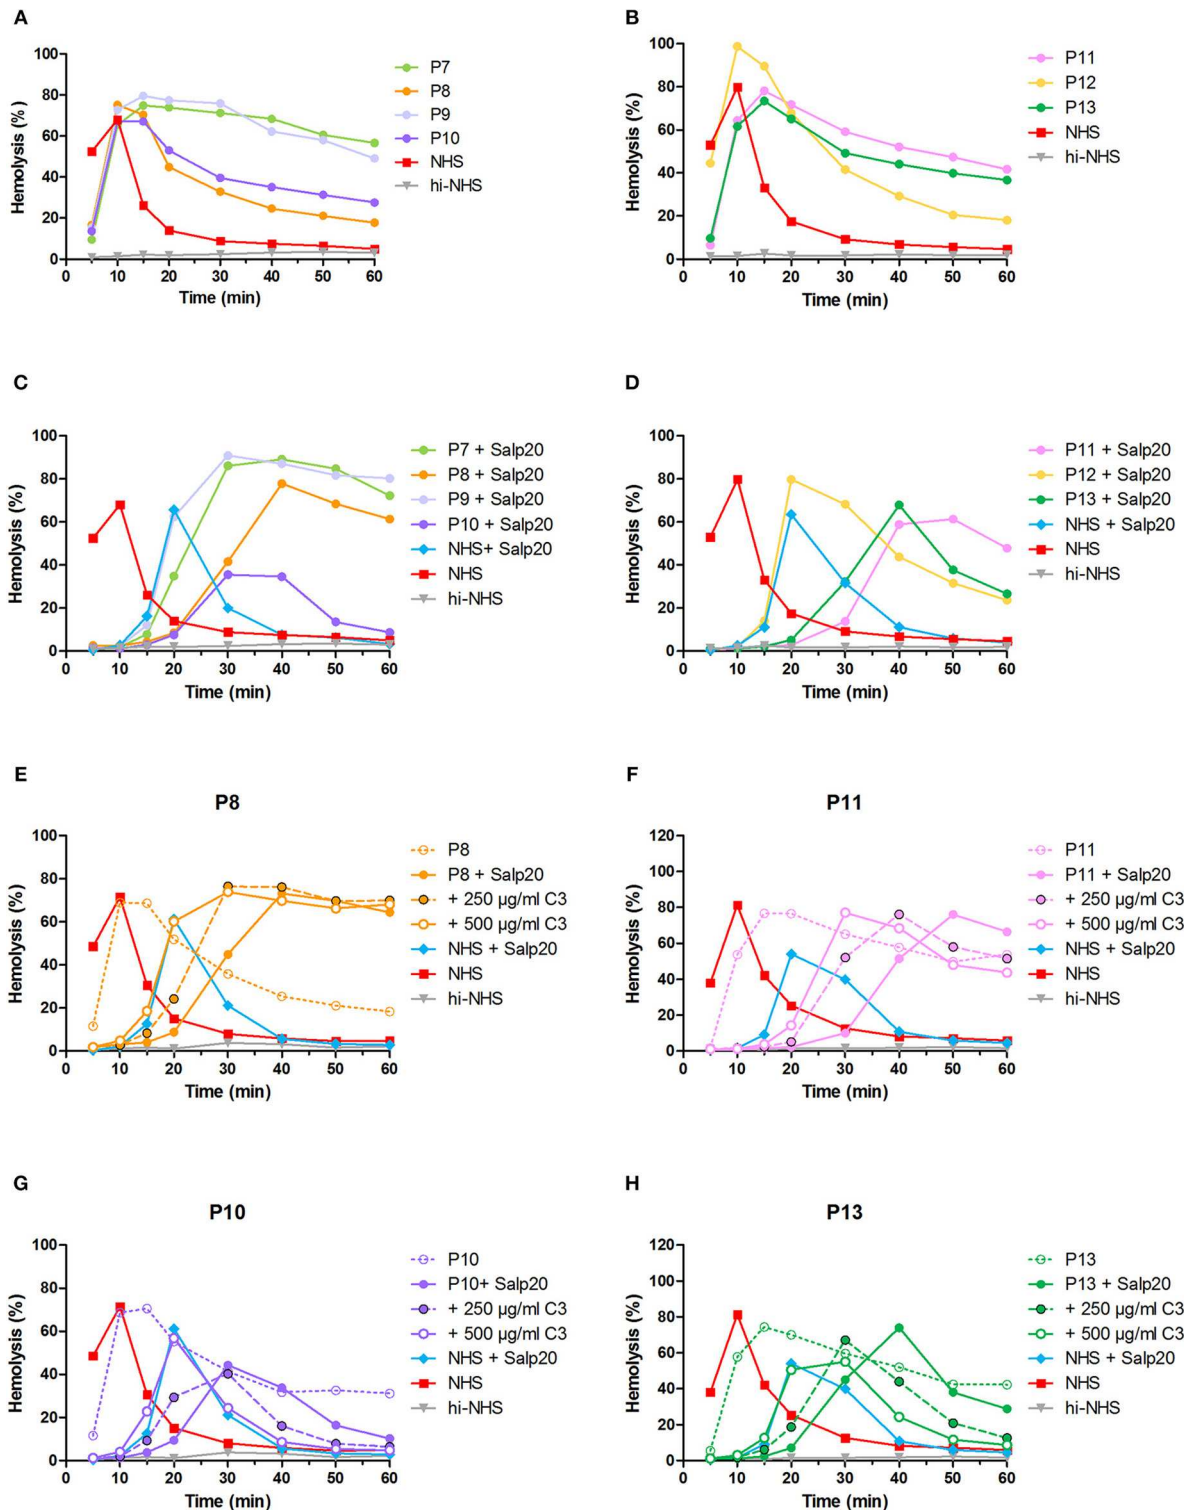 A
Hemolysis (%)
100
80
60
40
20
0
0 10 20 30 40 50 60
Time (min)
P7
P8
P9
P10
NHS
hi-NHS
B
Hemolysis (%)
100
80
60
40
20
0
0 10 20 30 40 50 60
Time (min)
P11
P12
P13
NHS
hi-NHS
C
Hemolysis (%)
100
80
60
40
20
0
0 10 20 30 40 50 60
Time (min)
P7 + Salp20
P8 + Salp20
P9 + Salp20
P10 + Salp20
NHS+ Salp20
NHS
hi-NHS
D
Hemolysis (%)
100
80
60
40
20
0
0 10 20 30 40 50 60
Time (min)
P11 + Salp20
P12 + Salp20
P13 + Salp20
NHS + Salp20
NHS
hi-NHS
E
P8
Hemolysis (%)
100
80
60
40
20
0
0 10 20 30 40 50 60
Time (min)
P8
P8 + Salp20
+ 250 µg/ml C3
+ 500 µg/ml C3
NHS + Salp20
NHS
hi-NHS
F
P11
Hemolysis (%)
120
100
80
60
40
20
0
0 10 20 30 40 50 60
Time (min)
P11
P11 + Salp20
+ 250 µg/ml C3
+ 500 µg/ml C3
NHS + Salp20
NHS
hi-NHS
G
P10
Hemolysis (%)
100
80
60
40
20
0
0 10 20 30 40 50 60
Time (min)
P10
P10+ Salp20
+ 250 µg/ml C3
+ 500 µg/ml C3
NHS + Salp20
NHS
hi-NHS
H
P13
Hemolysis (%)
120
100
80
60
40
20
0
0 10 20 30 40 50 60
Time (min)
P13
P13 + Salp20
+ 250 µg/ml C3
+ 500 µg/ml C3
NHS + Salp20
NHS
hi-NHS